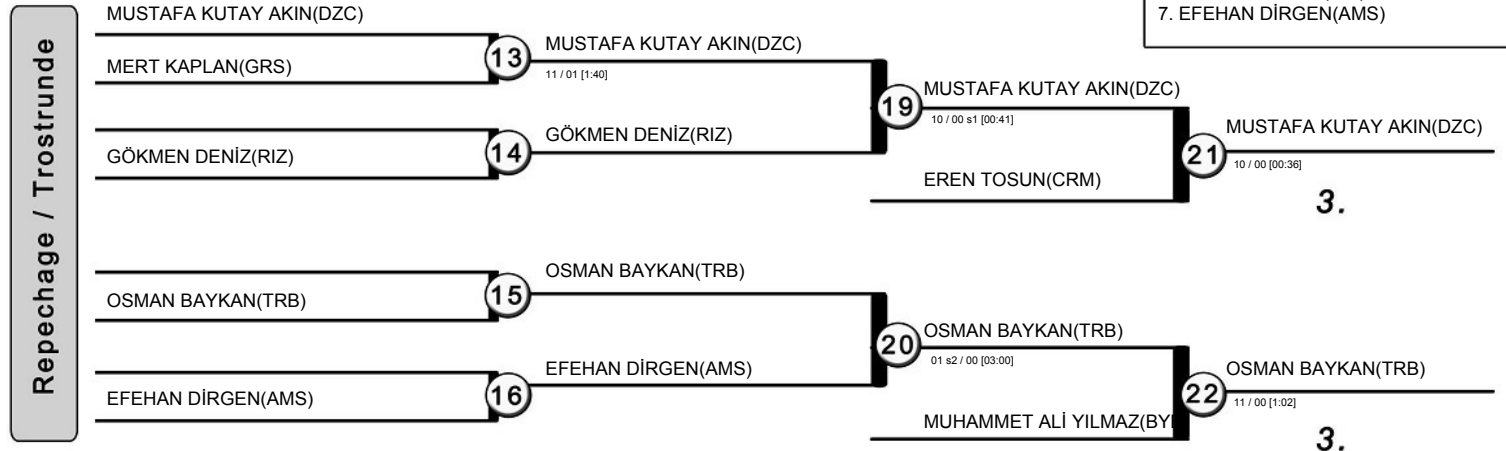 7. EFEHAN DİRGEN(AMS)
Repechage / Trostrunde
MUSTAFA KUTAY AKIN(DZC)
MERT KAPLAN(GRS)
13
MUSTAFA KUTAY AKIN(DZC)
11 / 01 [1:40]
GÖKMEN DENİZ(RIZ)
14
GÖKMEN DENİZ(RIZ)
19
MUSTAFA KUTAY AKIN(DZC)
10 / 00 s1 [00:41]
EREN TOSUN(CRM)
21
MUSTAFA KUTAY AKIN(DZC)
10 / 00 [00:36]
3.
OSMAN BAYKAN(TRB)
15
OSMAN BAYKAN(TRB)
EFEHAN DİRGEN(AMS)
16
EFEHAN DİRGEN(AMS)
20
OSMAN BAYKAN(TRB)
01 s2 / 00 [03:00]
MUHAMMET ALİ YILMAZ(BY
22
OSMAN BAYKAN(TRB)
11 / 00 [1:02]
3.